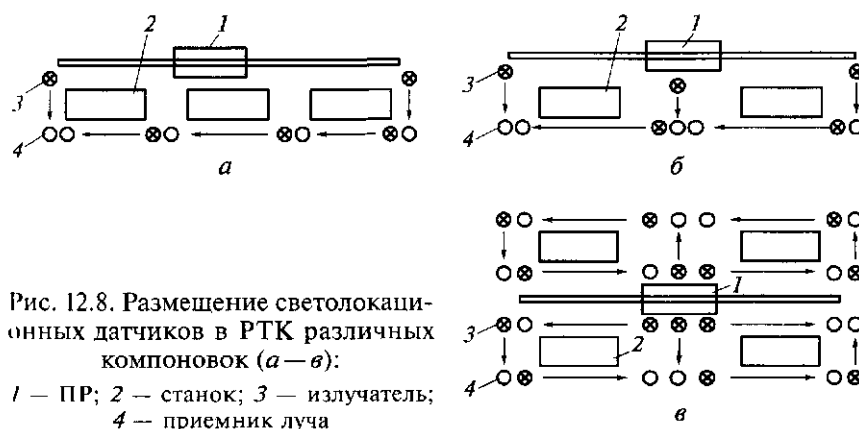 2 1
3
4
а
2 1
3
4
б
1
3
2
4
в
Рис. 12.8. Размещение светолокаци-
онных датчиков в РТК различных
компоновок (а—в):
1 — ПР; 2 — станок; 3 — излучатель;
4 — приемник луча